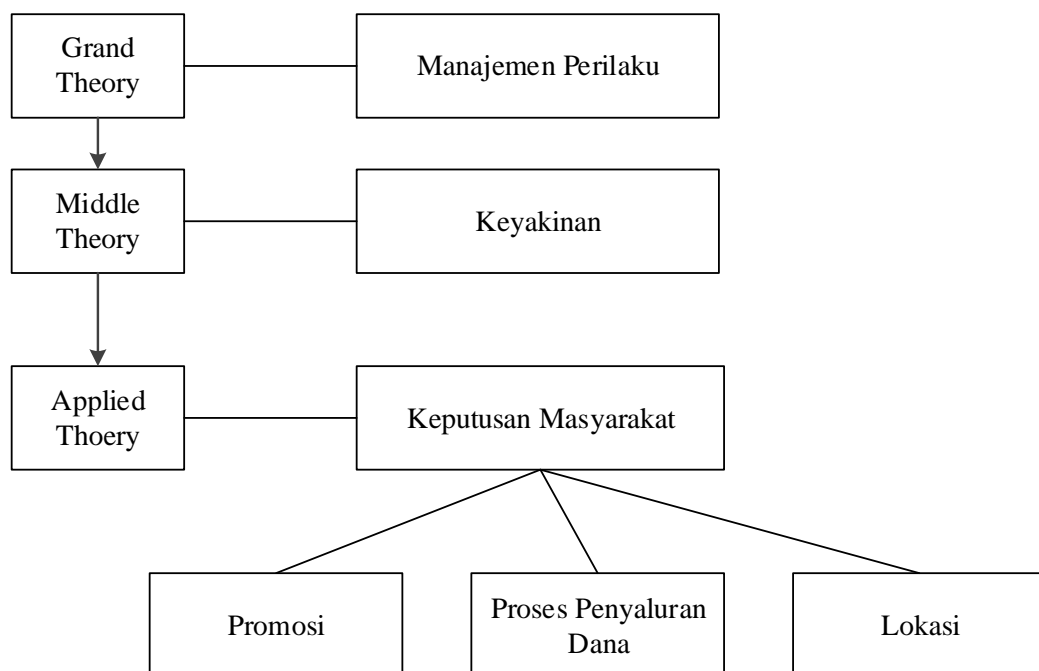 Grand
Theory
Manajemen Perilaku
Middle
Theory
Keyakinan
Applied
Thoery
Keputusan Masyarakat
Promosi
Proses Penyaluran
Dana
Lokasi